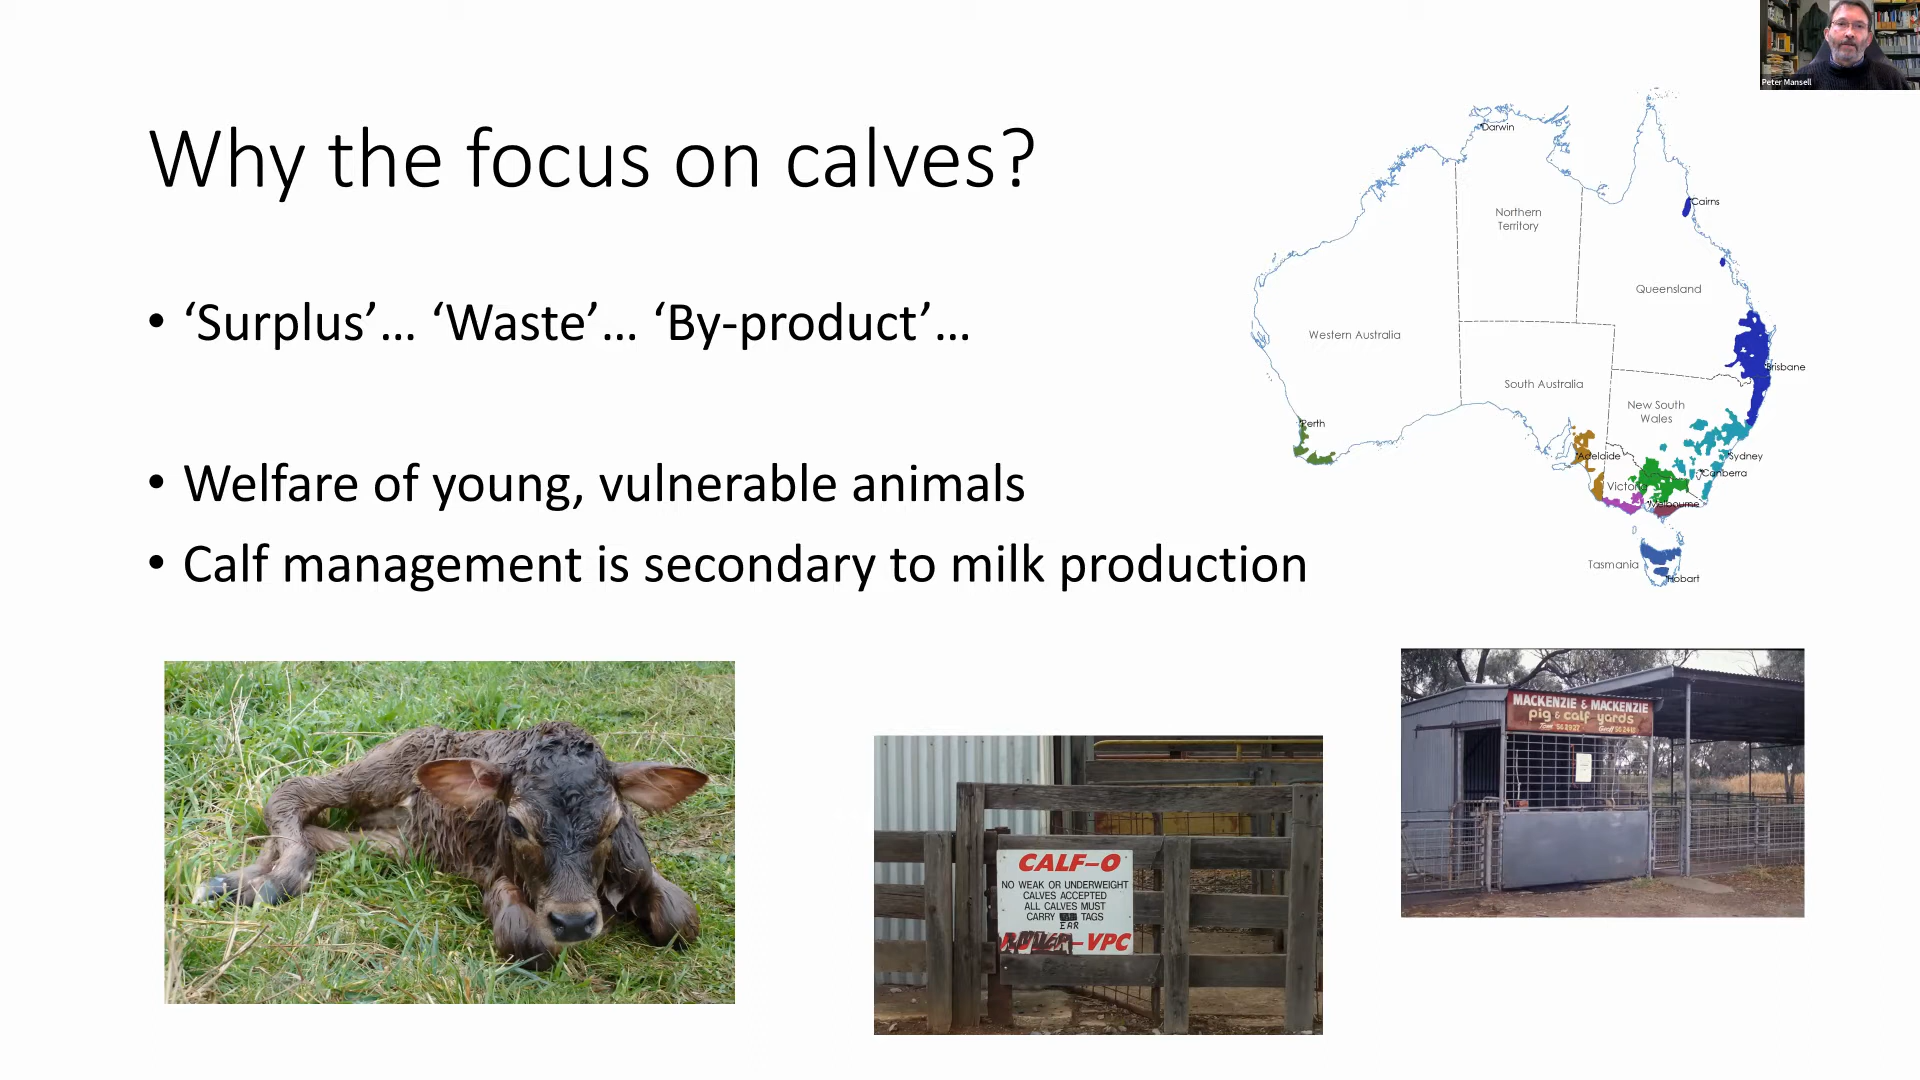 Peter Mansell
Why the focus on calves?
• ‘Surplus’... ‘Waste’... ‘By-product’...
• Welfare of young, vulnerable animals
• Calf management is secondary to milk production
Darwin
Cairns
Northern
Territory
Queensland
Western Australia
Brisbane
South Australia
New South
Wales
Perth
Adelaide
Sydney
Canberra
Victoria
Melbourne
Tasmania
Hobart
CALF-O
NO WEAK OR UNDERWEIGHT
CALVES ACCEPTED
ALL CALVES MUST
CARRY TAGS
EAR
-VPC
MACKENZIE & MACKENZIE
pig & calf yards